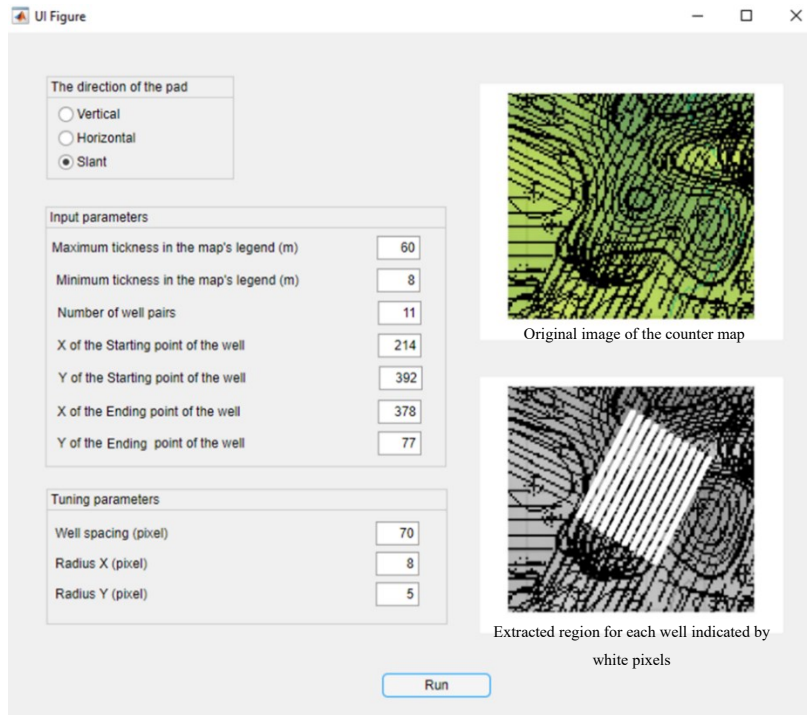 UI Figure
The direction of the pad
Vertical
Horizontal
Slant
Input parameters
Maximum tickness in the map's legend (m) 60
Minimum tickness in the map's legend (m) 8
Number of well pairs 11
X of the Starting point of the well 214
Y of the Starting point of the well 392
X of the Ending point of the well 378
Y of the Ending point of the well 77
Tuning parameters
Well spacing (pixel) 70
Radius X (pixel) 8
Radius Y (pixel) 5
Original image of the counter map
Extracted region for each well indicated by
white pixels
Run